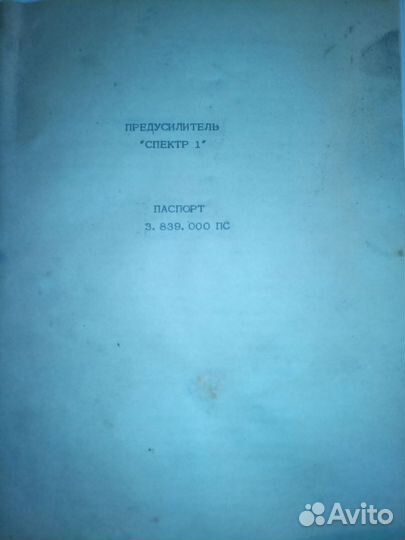 ПРЕДУСИЛИТЕЛЬ
"СПЕКТР 1"
ПАСПОРТ
3.839.000 ПС
Avito